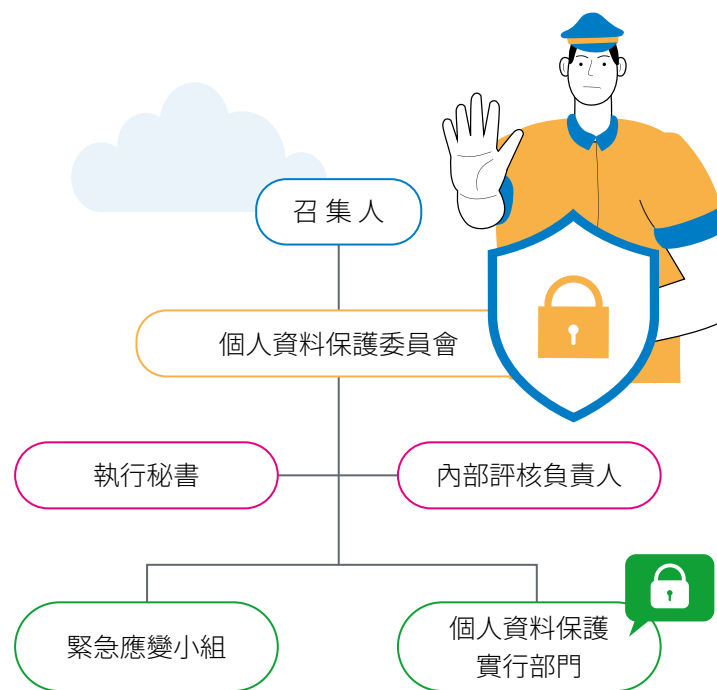 召集人
個人資料保護委員會
執行秘書
內部評核負責人
緊急應變小組
個人資料保護
實行部門